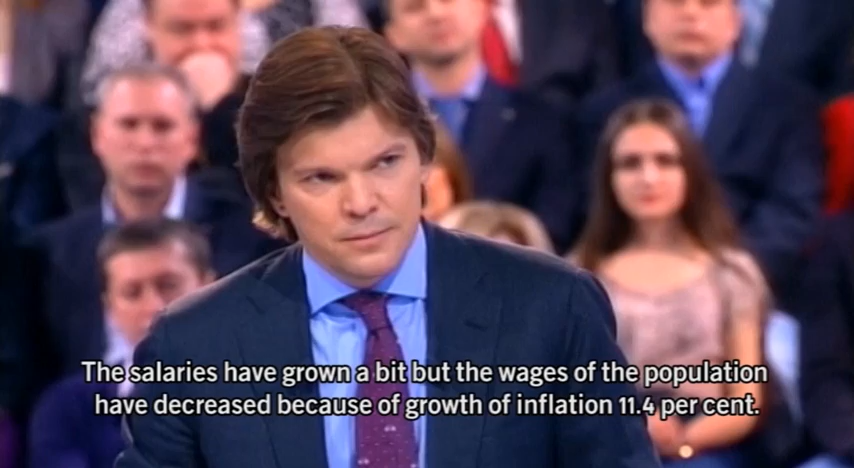 The salaries have grown a bit but the wages of the population
have decreased because of growth of inflation 11.4 per cent.